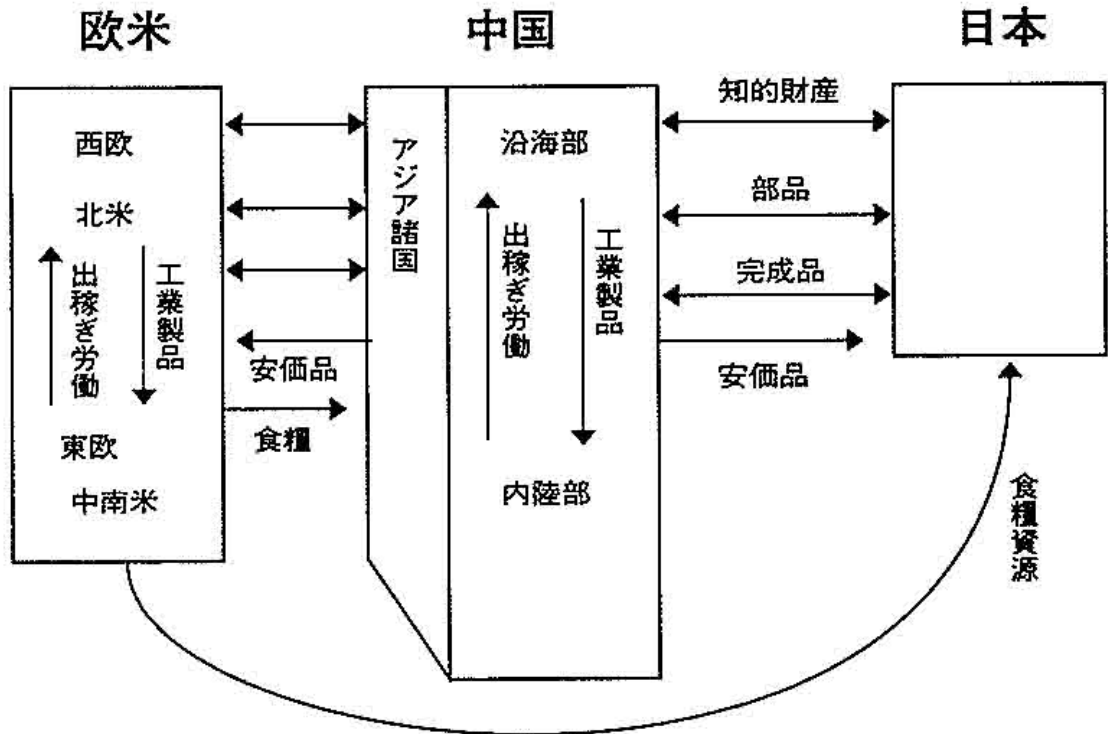 欧米
中国
日本
西欧
北米
出稼ぎ労働
工業製品
東欧
中南米
安価品
食糧
アジア諸国
沿海部
出稼ぎ労働
工業製品
内陸部
知的財産
部品
完成品
安価品
食糧資源